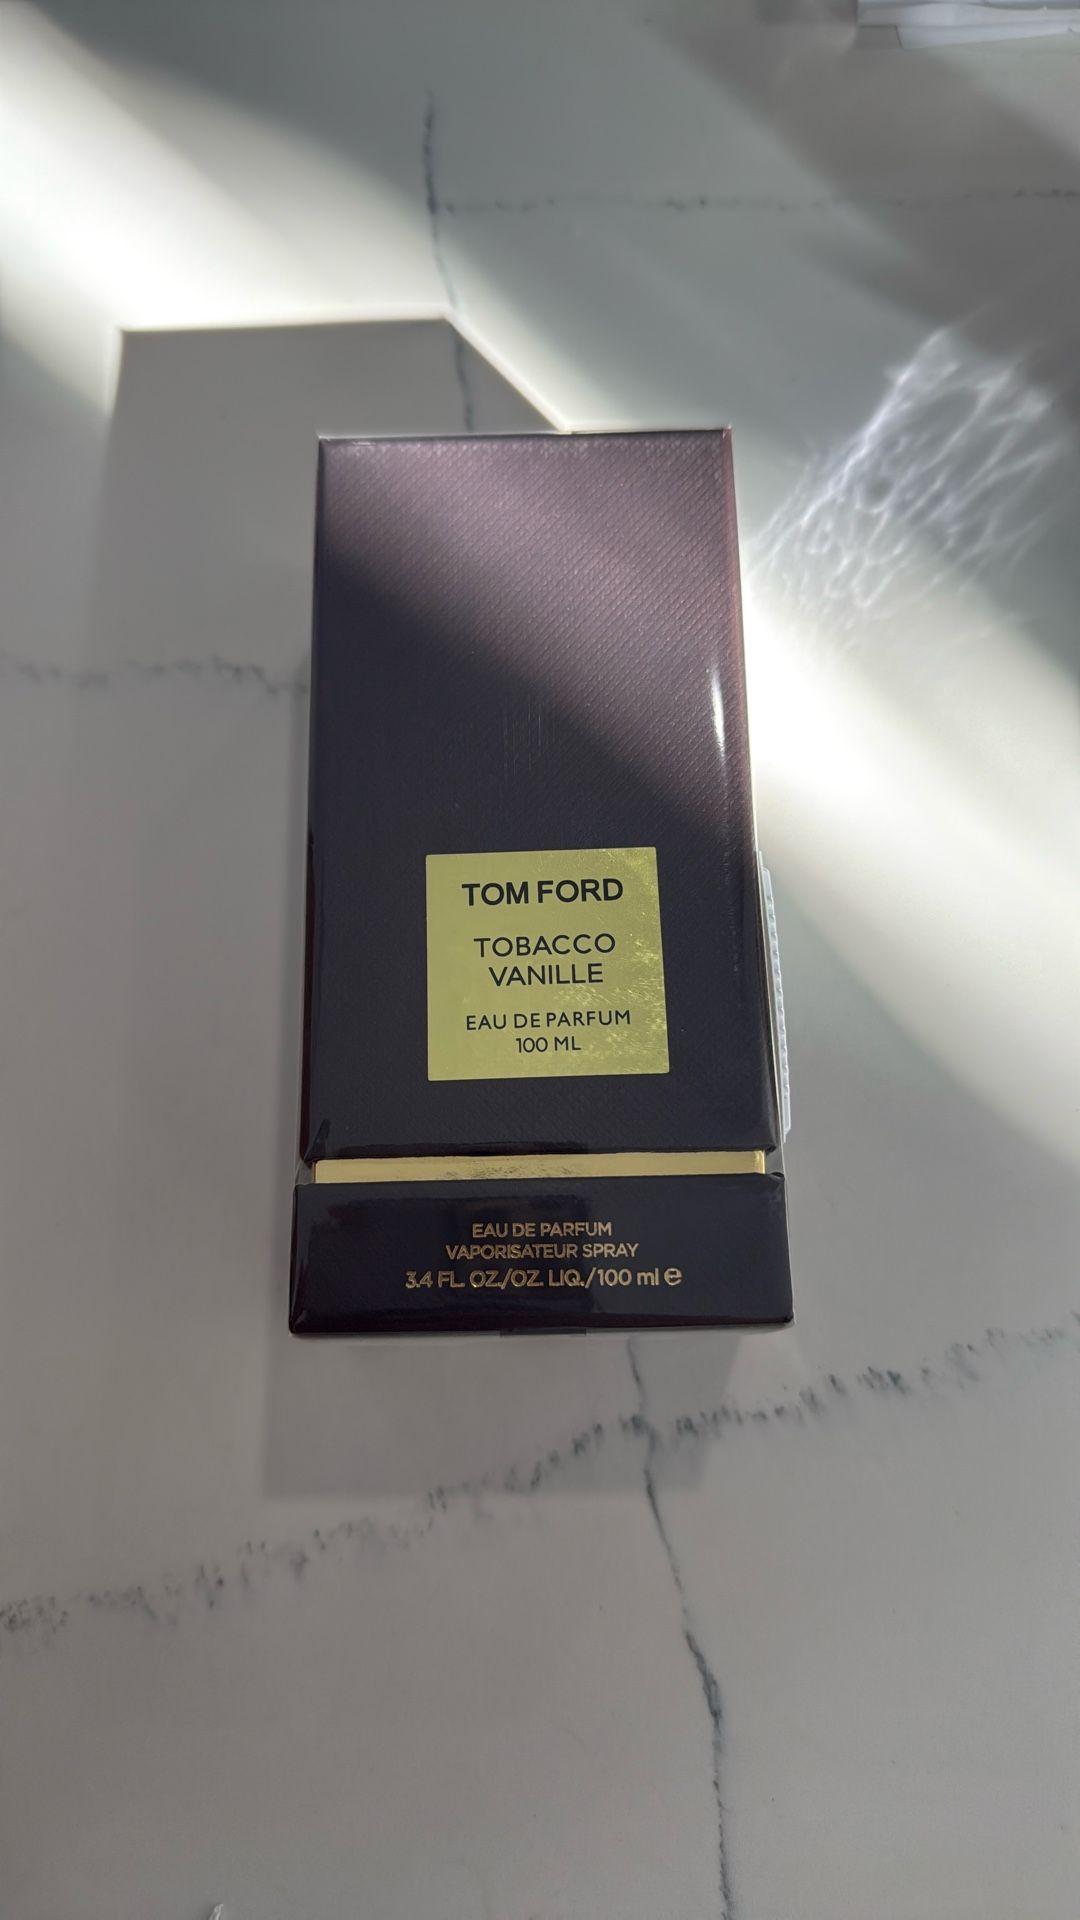 TOM FORD
TOBACCO
VANILLE
EAU DE PARFUM
100 ML
EAU DE PARFUM
VAPORISATEUR SPRAY
3.4 FL. OZ./OZ. LIQ./100 ml ℮